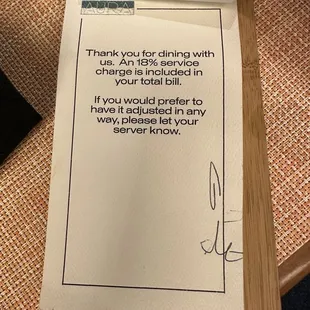 AURA
Thank you for dining with
us. An 18% service
charge is included in
your total bill.
If you would prefer to
have it adjusted in any
way, please let your
server know.